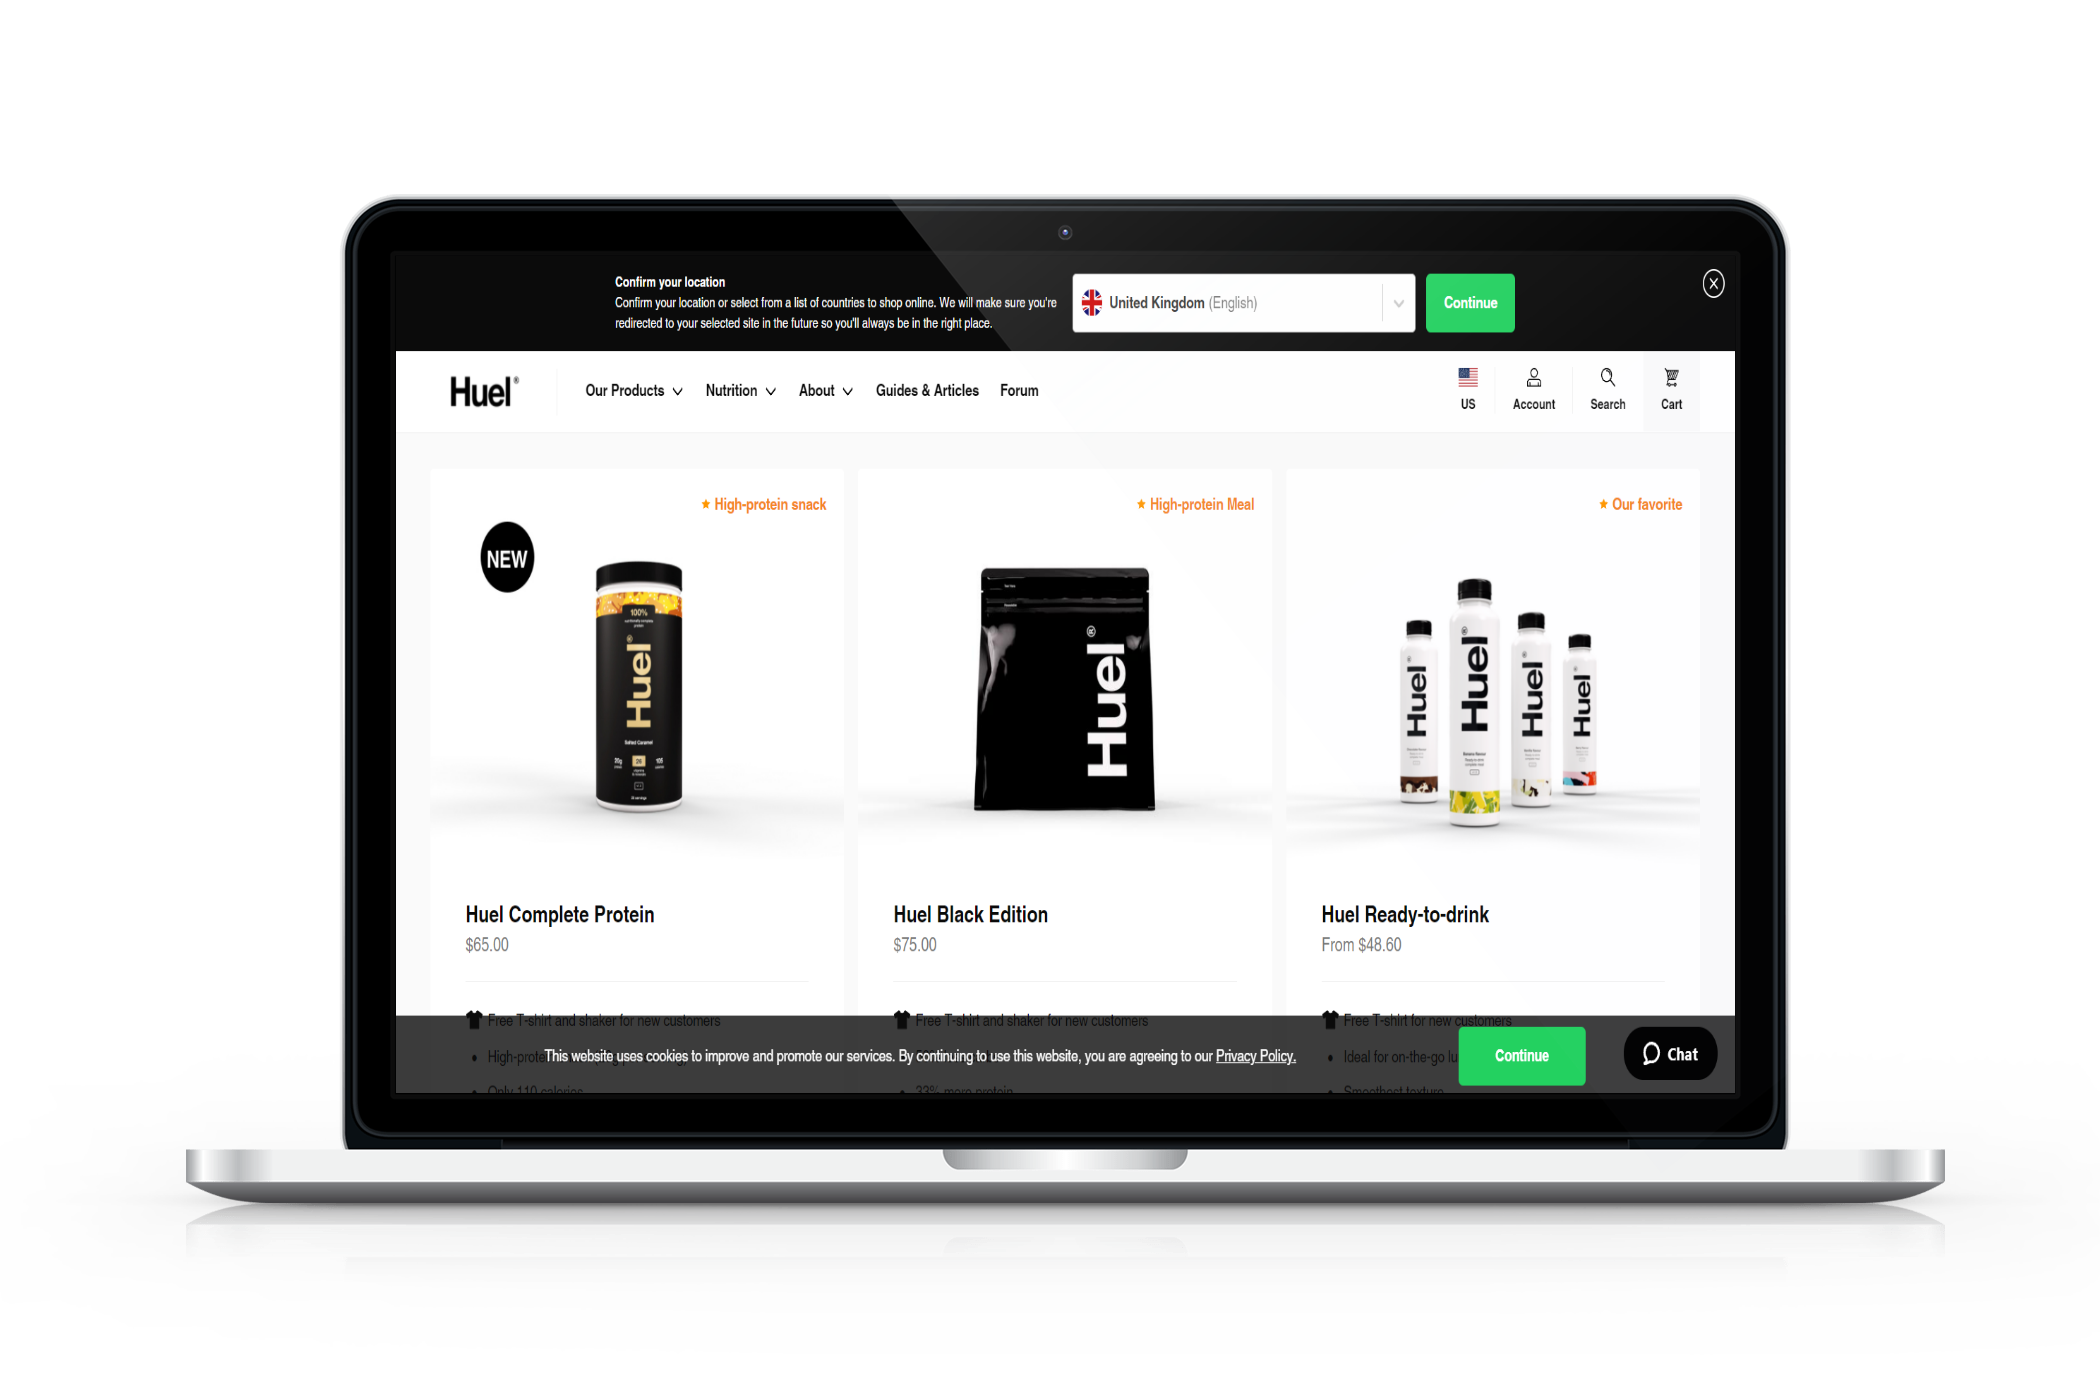 Confirm your location
Confirm your location or select from a list of countries to shop online. We will make sure you're
redirected to your selected site in the future so you'll always be in the right place.
United Kingdom (English)
Continue
Huel®
Our Products
Nutrition
About
Guides & Articles
Forum
US
Account
Search
Cart
High-protein snack
NEW
100%
Huel®
Salted Caramel
20g
26
105
High-protein Meal
Huel®
Our favorite
Huel
Huel®
Huel
Huel
Huel Complete Protein
$65.00
Huel Black Edition
$75.00
Huel Ready-to-drink
From $48.60
Free T-shirt and shaker for new customers
Free T-shirt and shaker for new customers
Free T-shirt for new customers
High-prote
This website uses cookies to improve and promote our services. By continuing to use this website, you are agreeing to our Privacy Policy.
Ideal for on-the-go lu
Continue
Chat
Only 110 calories
33% more protein
Smoothest texture